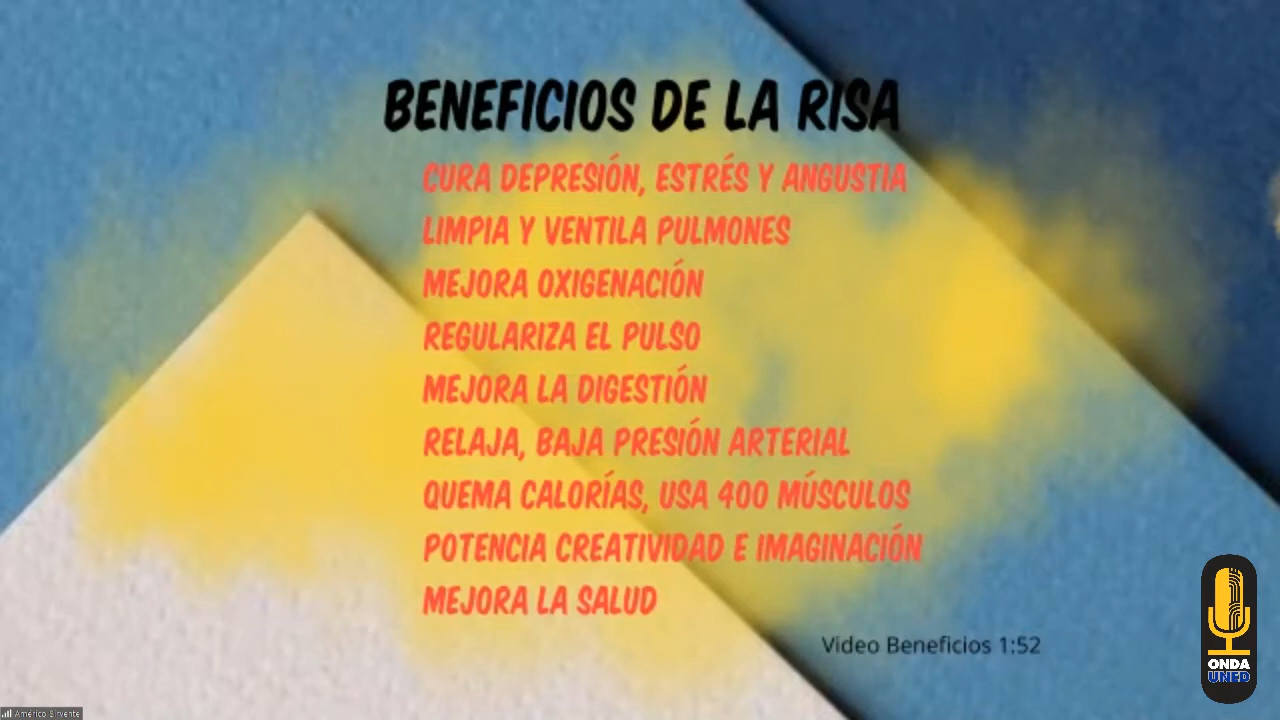 BENEFICIOS DE LA RISA
CURA DEPRESIÓN, ESTRÉS Y ANGUSTIA
LIMPIA Y VENTILA PULMONES
MEJORA OXIGENACIÓN
REGULARIZA EL PULSO
MEJORA LA DIGESTIÓN
RELAJA, BAJA PRESIÓN ARTERIAL
QUEMA CALORÍAS, USA 400 MÚSCULOS
POTENCIA CREATIVIDAD E IMAGINACIÓN
MEJORA LA SALUD
Video Beneficios 1:52
ONDA
UNED
Américo Sirvente